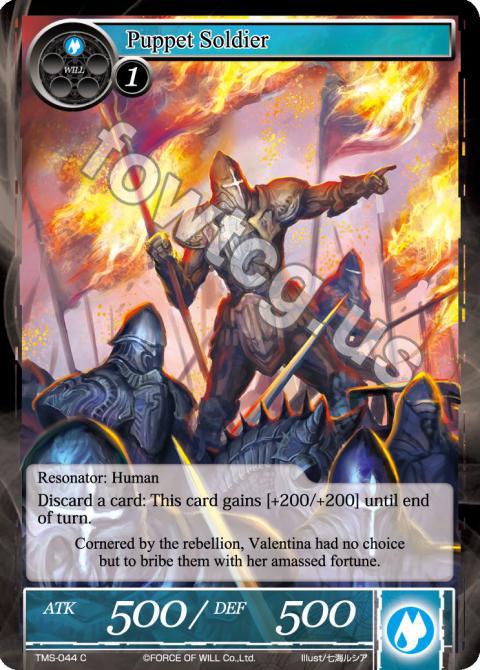 Puppet Soldier
WILL
1
fowtcg.us
Resonator: Human
Discard a card: This card gains [+200/+200] until end
of turn.
Cornered by the rebellion, Valentina had no choice
but to bribe them with her amassed fortune.
ATK 500 / DEF 500
TMS-044 C ©FORCE OF WILL Co.,Ltd. Illust/七海ルシア